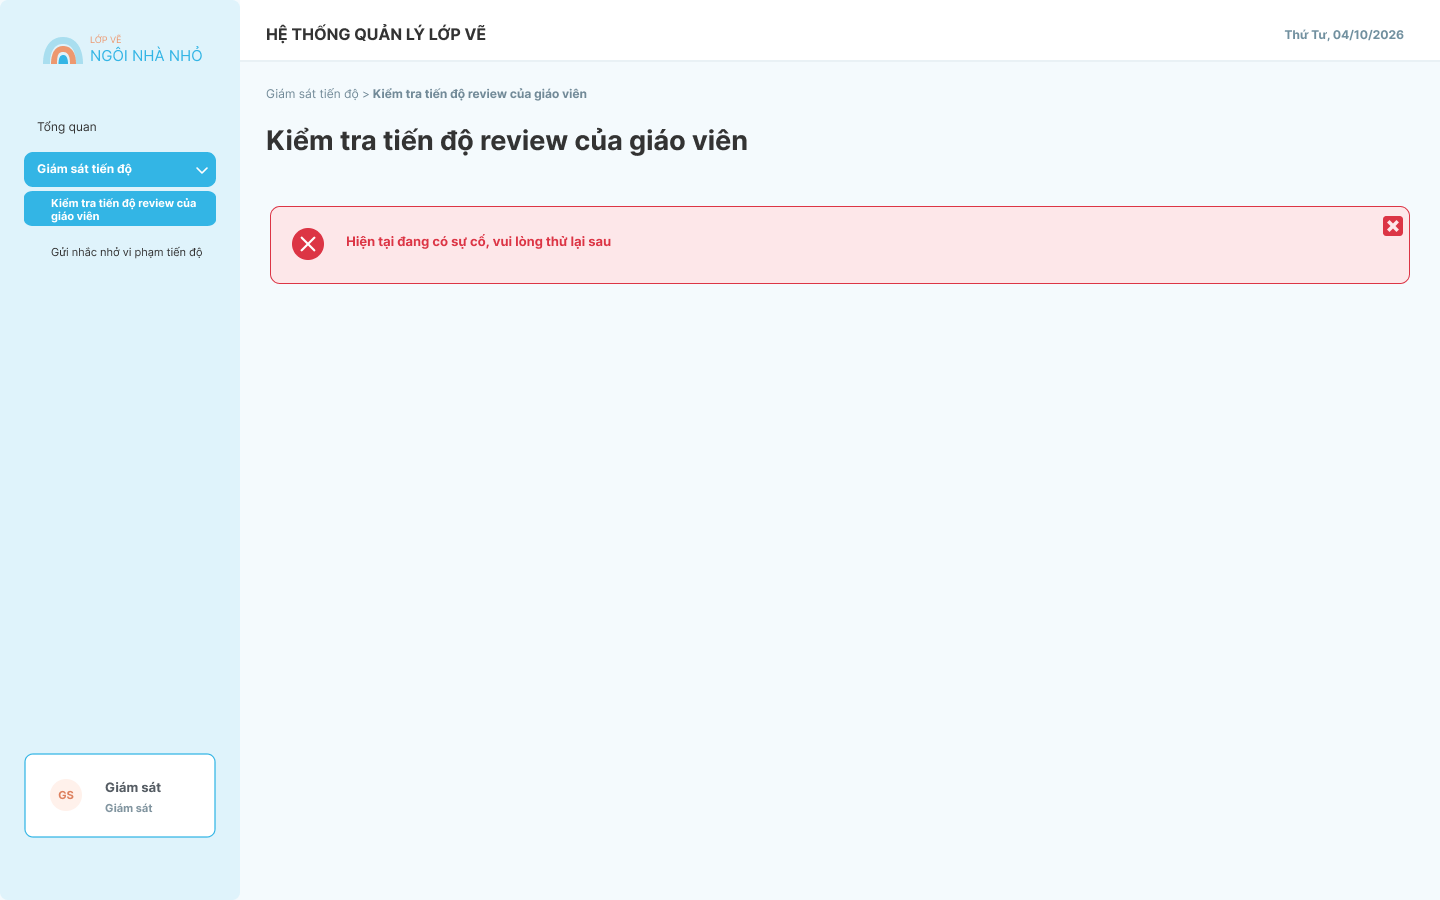 LỚP VẼ
NGÔI NHÀ NHỎ
HỆ THỐNG QUẢN LÝ LỚP VẼ
Thứ Tư, 04/10/2026
Tổng quan
Giám sát tiến độ
Kiểm tra tiến độ review của
giáo viên
Gửi nhắc nhở vi phạm tiến độ
Giám sát tiến độ > Kiểm tra tiến độ review của giáo viên
Kiểm tra tiến độ review của giáo viên
Hiện tại đang có sự cố, vui lòng thử lại sau
GS
Giám sát
Giám sát